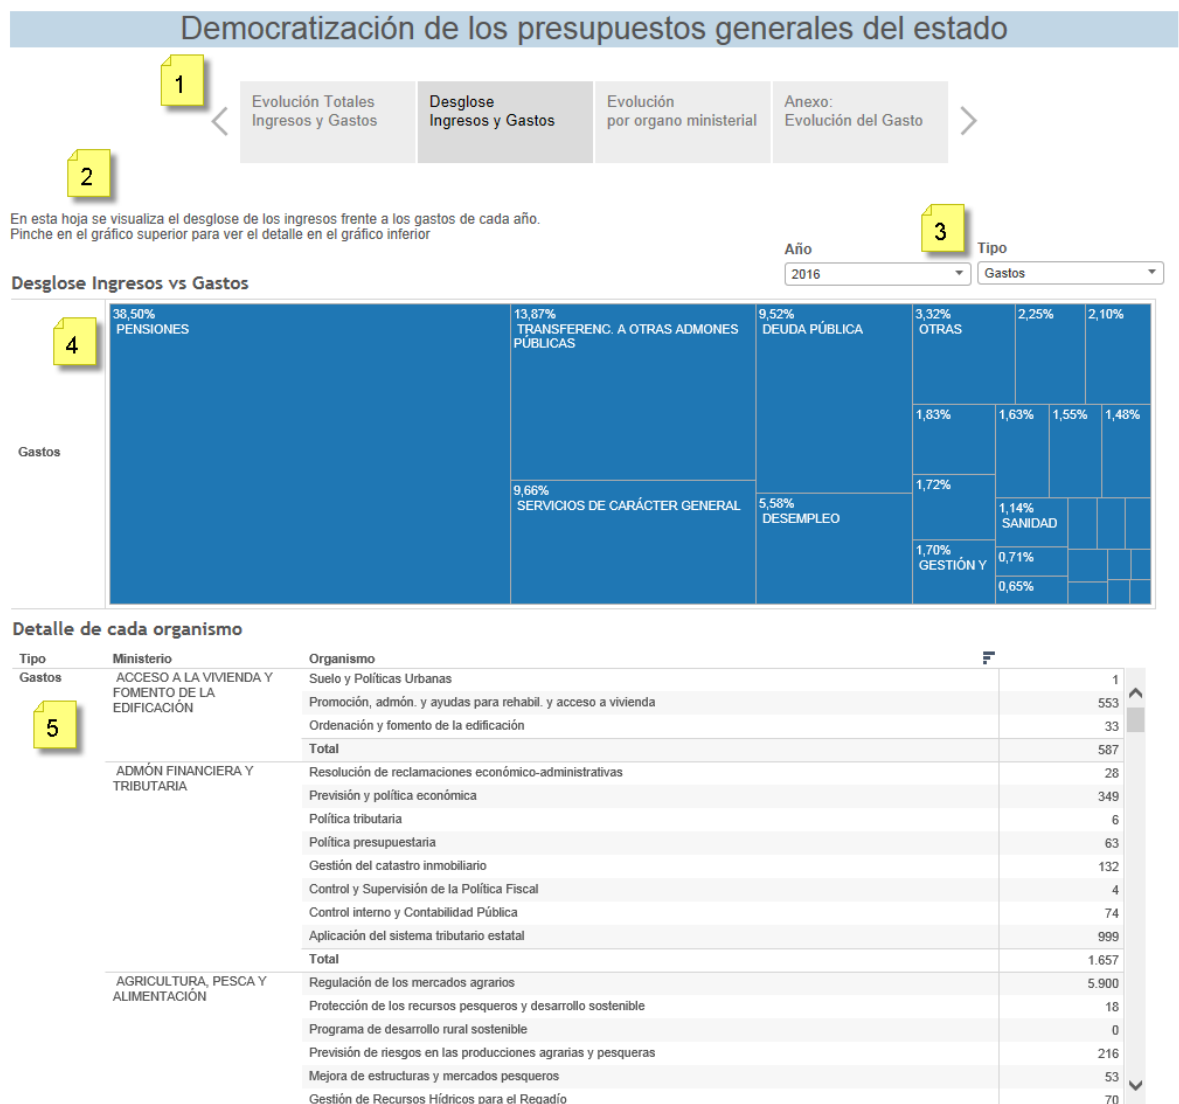 Democratización de los presupuestos generales del estado
1
Evolución Totales
Ingresos y Gastos
Desglose
Ingresos y Gastos
Evolución
por organo ministerial
Anexo:
Evolución del Gasto
2
En esta hoja se visualiza el desglose de los ingresos frente a los gastos de cada año.
Pinche en el gráfico superior para ver el detalle en el gráfico inferior
3
Año
Tipo
2016
Gastos
Desglose Ingresos vs Gastos
4
Gastos
38,50%
PENSIONES
13,87%
TRANSFERENC. A OTRAS ADMONES
PÚBLICAS
9,52%
DEUDA PÚBLICA
3,32%
OTRAS
2,25%
2,10%
1,83%
1,63%
1,55%
1,48%
9,66%
SERVICIOS DE CARÁCTER GENERAL
5,58%
DESEMPLEO
1,72%
1,14%
SANIDAD
1,70%
GESTIÓN Y
0,71%
0,65%
Detalle de cada organismo
Tipo Ministerio Organismo
Gastos
5
ACCESO A LA VIVIENDA Y
FOMENTO DE LA
EDIFICACIÓN
Suelo y Políticas Urbanas 1
Promoción, admón. y ayudas para rehabil. y acceso a vivienda 553
Ordenación y fomento de la edificación 33
Total 587
ADMÓN FINANCIERA Y
TRIBUTARIA
Resolución de reclamaciones económico-administrativas 28
Previsión y política económica 349
Política tributaria 6
Política presupuestaria 63
Gestión del catastro inmobiliario 132
Control y Supervisión de la Política Fiscal 4
Control interno y Contabilidad Pública 74
Aplicación del sistema tributario estatal 999
Total 1.657
AGRICULTURA, PESCA Y
ALIMENTACIÓN
Regulación de los mercados agrarios 5.900
Protección de los recursos pesqueros y desarrollo sostenible 18
Programa de desarrollo rural sostenible 0
Previsión de riesgos en las producciones agrarias y pesqueras 216
Mejora de estructuras y mercados pesqueros 53
Gestión de Recursos Hídricos para el Regadío 70